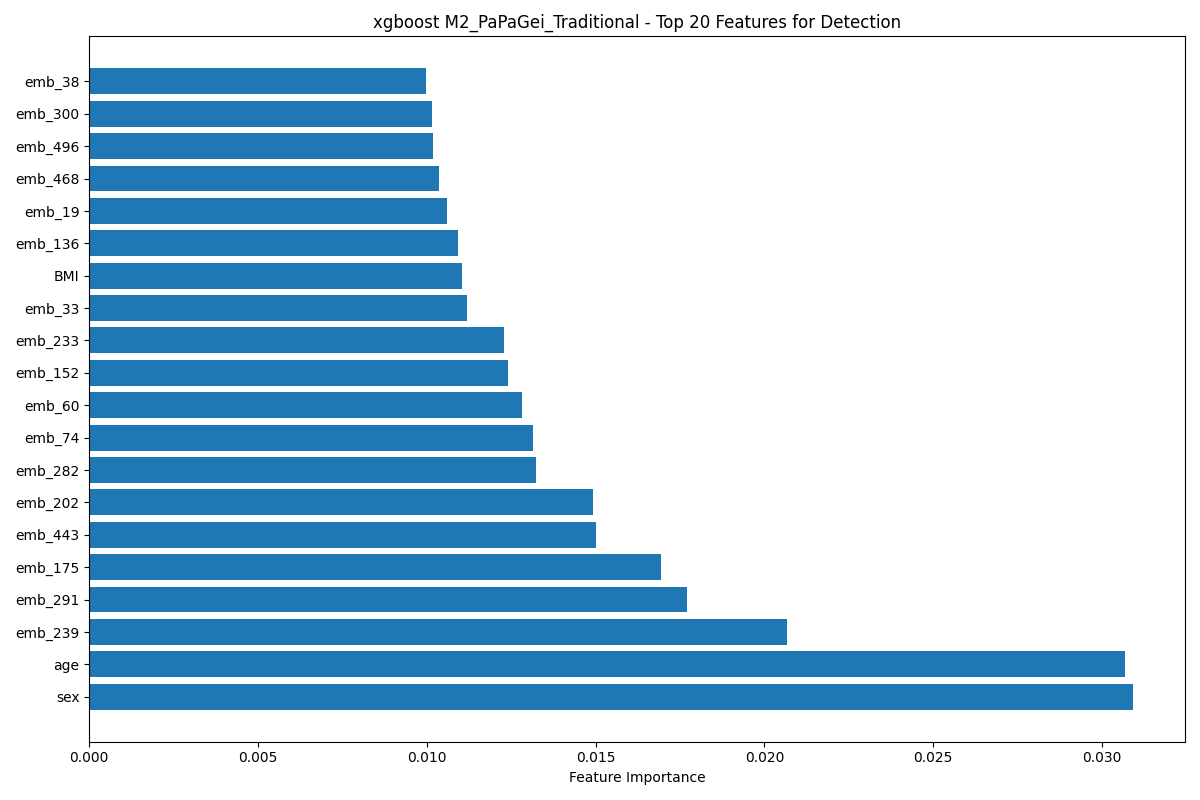 xgboost M2_PaPaGei_Traditional - Top 20 Features for Detection
emb_38
emb_300
emb_496
emb_468
emb_19
emb_136
BMI
emb_33
emb_233
emb_152
emb_60
emb_74
emb_282
emb_202
emb_443
emb_175
emb_291
emb_239
age
sex
0.000 0.005 0.010 0.015 0.020 0.025 0.030
Feature Importance